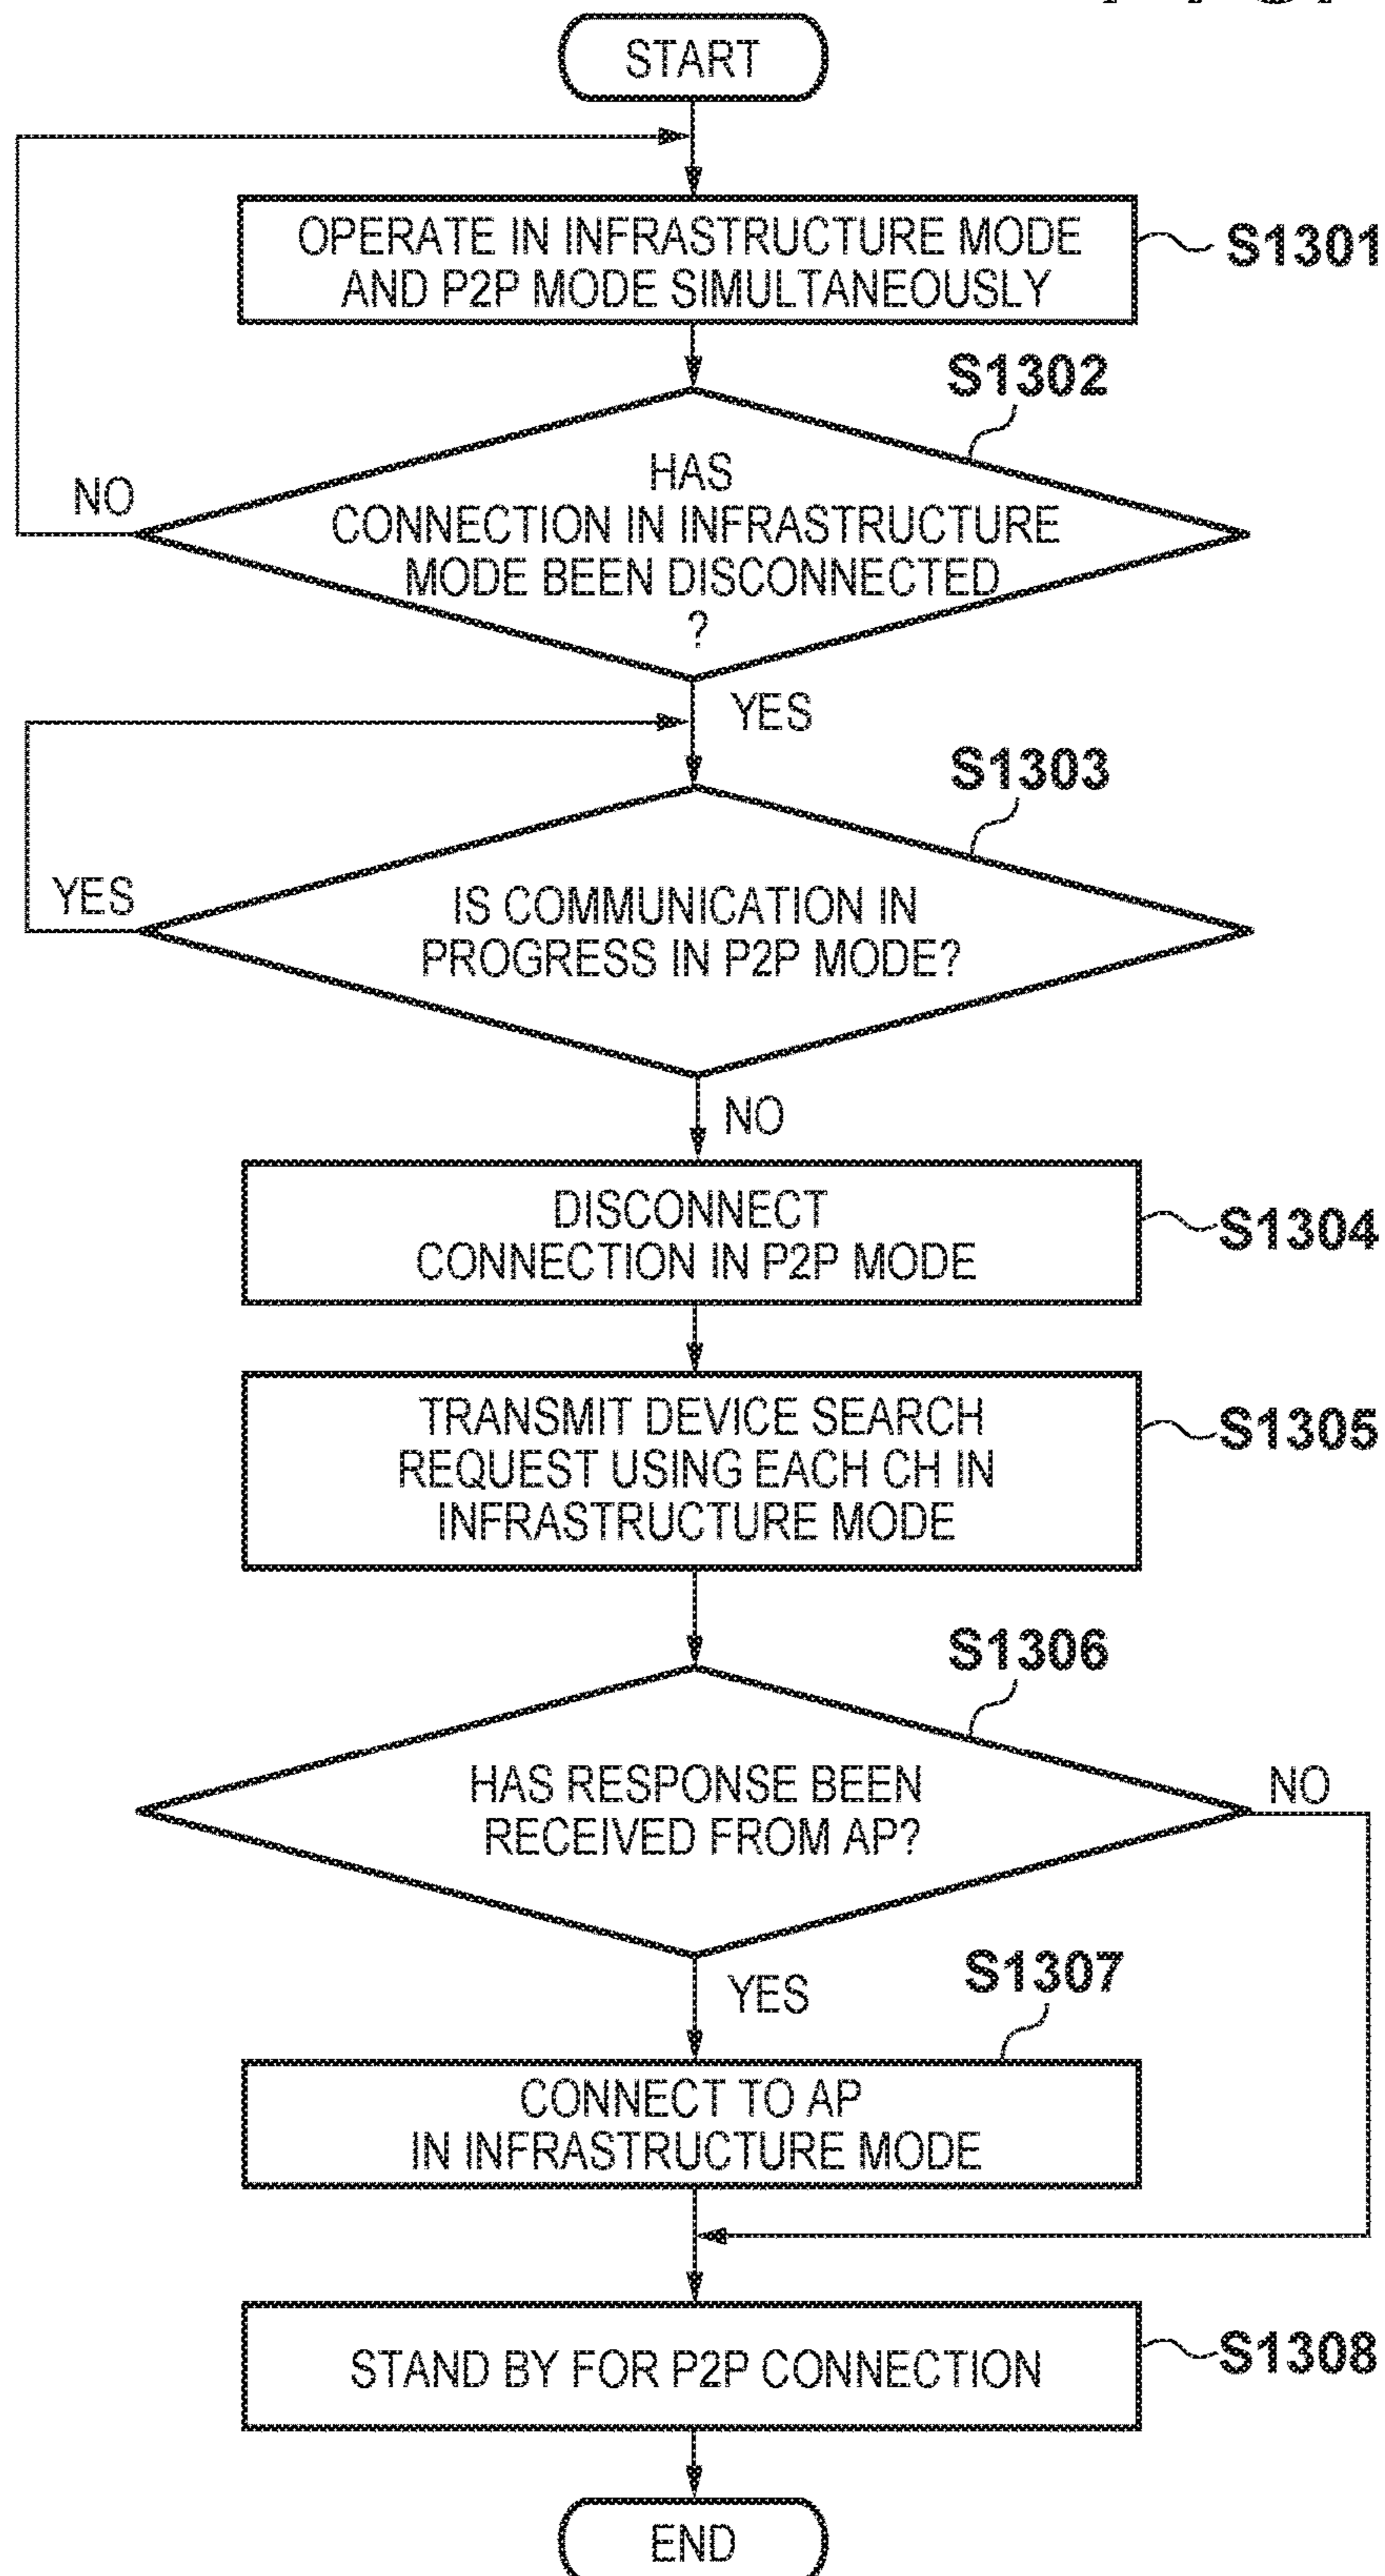 START
OPERATE IN INFRASTRUCTURE MODE
AND P2P MODE SIMULTANEOUSLY
S1301
S1302
HAS
CONNECTION IN INFRASTRUCTURE
MODE BEEN DISCONNECTED
?
NO
YES
S1303
IS COMMUNICATION IN
PROGRESS IN P2P MODE?
YES
NO
DISCONNECT
CONNECTION IN P2P MODE
S1304
TRANSMIT DEVICE SEARCH
REQUEST USING EACH CH IN
INFRASTRUCTURE MODE
S1305
S1306
HAS RESPONSE BEEN
RECEIVED FROM AP?
NO
YES
S1307
CONNECT TO AP
IN INFRASTRUCTURE MODE
STAND BY FOR P2P CONNECTION
S1308
END